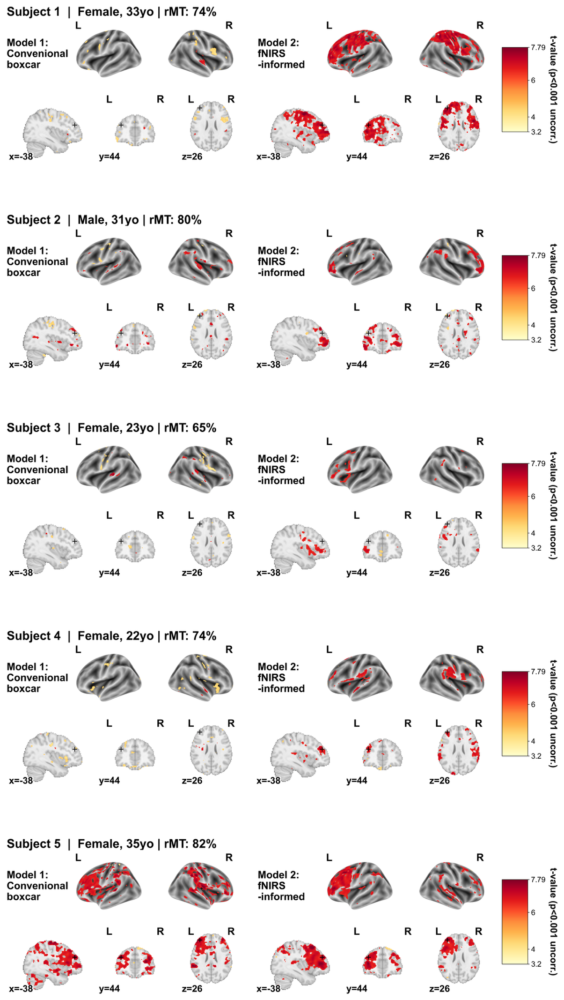 Subject 1 | Female, 33yo | rMT: 74%
L R L R
Model 1:
Convenional
boxcar
Model 2:
fNIRS
-informed
L R L R L R L R
x=-38 y=44 z=26 x=-38 y=44 z=26
7.79
6
4
3.2
t-value (p<0.001 uncorr.)
Subject 2 | Male, 31yo | rMT: 80%
L R L R
Model 1:
Convenional
boxcar
Model 2:
fNIRS
-informed
L R L R L R L R
x=-38 y=44 z=26 x=-38 y=44 z=26
7.79
6
4
3.2
t-value (p<0.001 uncorr.)
Subject 3 | Female, 23yo | rMT: 65%
L R L R
Model 1:
Convenional
boxcar
Model 2:
fNIRS
-informed
L R L R L R L R
x=-38 y=44 z=26 x=-38 y=44 z=26
7.79
6
4
3.2
t-value (p<0.001 uncorr.)
Subject 4 | Female, 22yo | rMT: 74%
L R L R
Model 1:
Convenional
boxcar
Model 2:
fNIRS
-informed
L R L R L R L R
x=-38 y=44 z=26 x=-38 y=44 z=26
7.79
6
4
3.2
t-value (p<0.001 uncorr.)
Subject 5 | Female, 35yo | rMT: 82%
L R L R
Model 1:
Convenional
boxcar
Model 2:
fNIRS
-informed
L R L R L R L R
x=-38 y=44 z=26 x=-38 y=44 z=26
7.79
6
4
3.2
t-value (p<0.001 uncorr.)